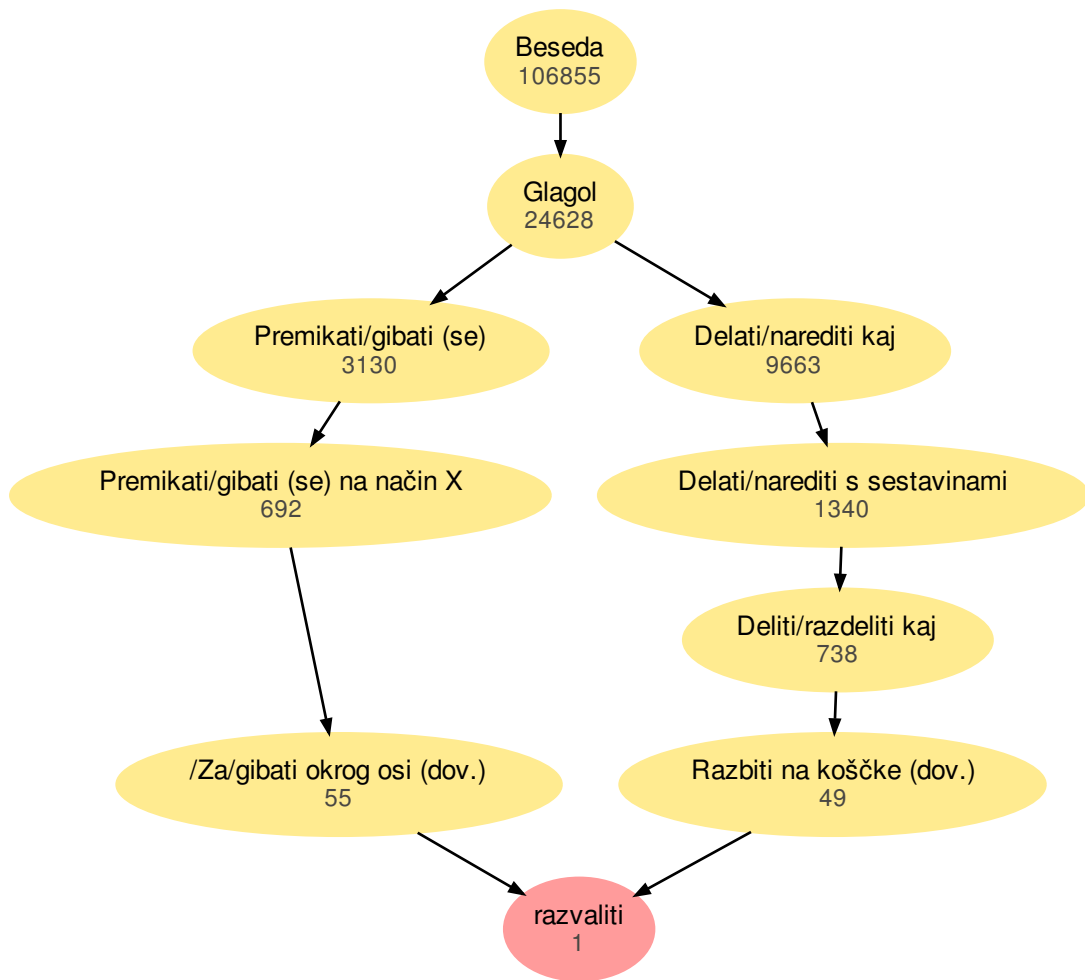 Beseda
106855
Glagol
24628
Premikati/gibati (se)
3130
Delati/narediti kaj
9663
Premikati/gibati (se) na način X
692
Delati/narediti s sestavinami
1340
Deliti/razdeliti kaj
738
/Za/gibati okrog osi (dov.)
55
Razbiti na koščke (dov.)
49
razvaliti
1